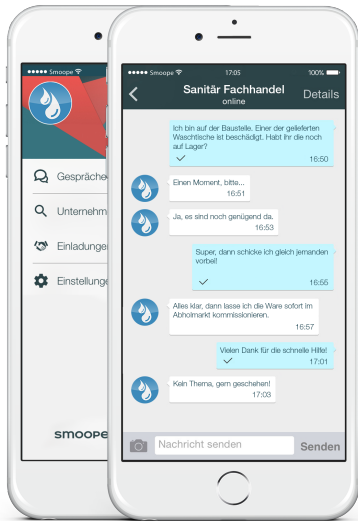 Smoope
Gespräche
Unternehm
Einladunge
Einstellunge
smoope
Smoope
17:05
100%
Sanitär Fachhandel
online
Details
Ich bin auf der Baustelle. Einer der gelieferten
Waschtische ist beschädigt. Habt ihr die noch
auf Lager?
16:50
Einen Moment, bitte...
16:51
Ja, es sind noch genügend da.
16:53
Super, dann schicke ich gleich jemanden
vorbei!
16:55
Alles klar, dann lasse ich die Ware sofort im
Abholmarkt kommissionieren.
16:57
Vielen Dank für die schnelle Hilfe!
17:01
Kein Thema, gern geschehen!
17:03
Nachricht senden
Senden